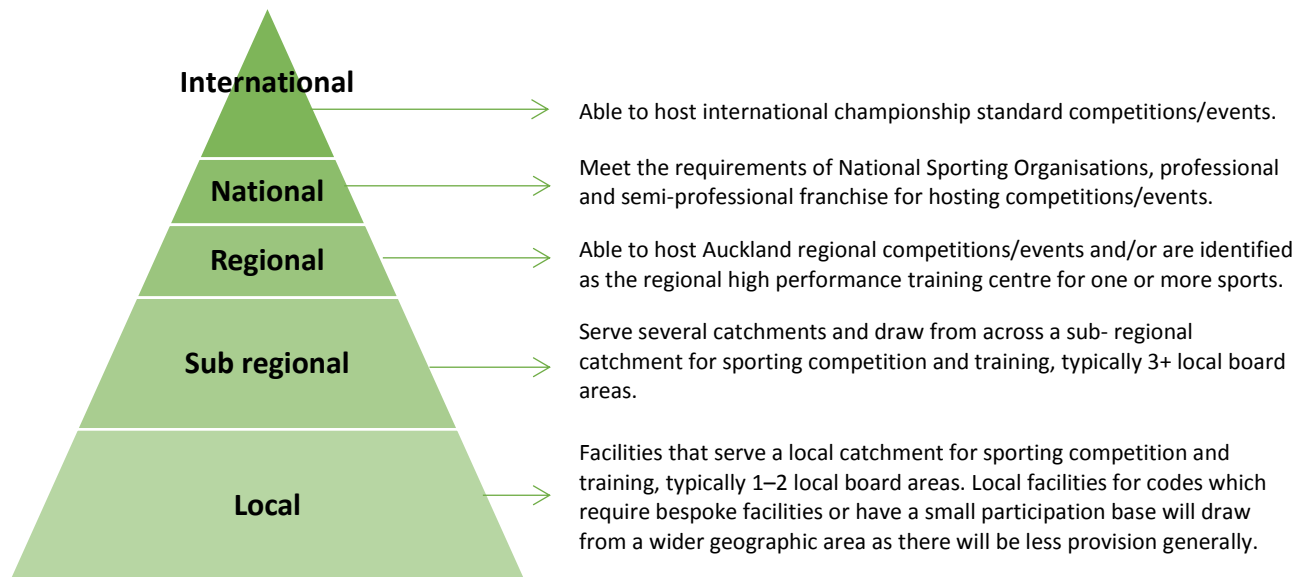 International
Able to host international championship standard competitions/events.
National
Meet the requirements of National Sporting Organisations, professional
and semi-professional franchise for hosting competitions/events.
Regional
Able to host Auckland regional competitions/events and/or are identified
as the regional high performance training centre for one or more sports.
Sub regional
Serve several catchments and draw from across a sub- regional
catchment for sporting competition and training, typically 3+ local board
areas.
Local
Facilities that serve a local catchment for sporting competition and
training, typically 1–2 local board areas. Local facilities for codes which
require bespoke facilities or have a small participation base will draw
from a wider geographic area as there will be less provision generally.